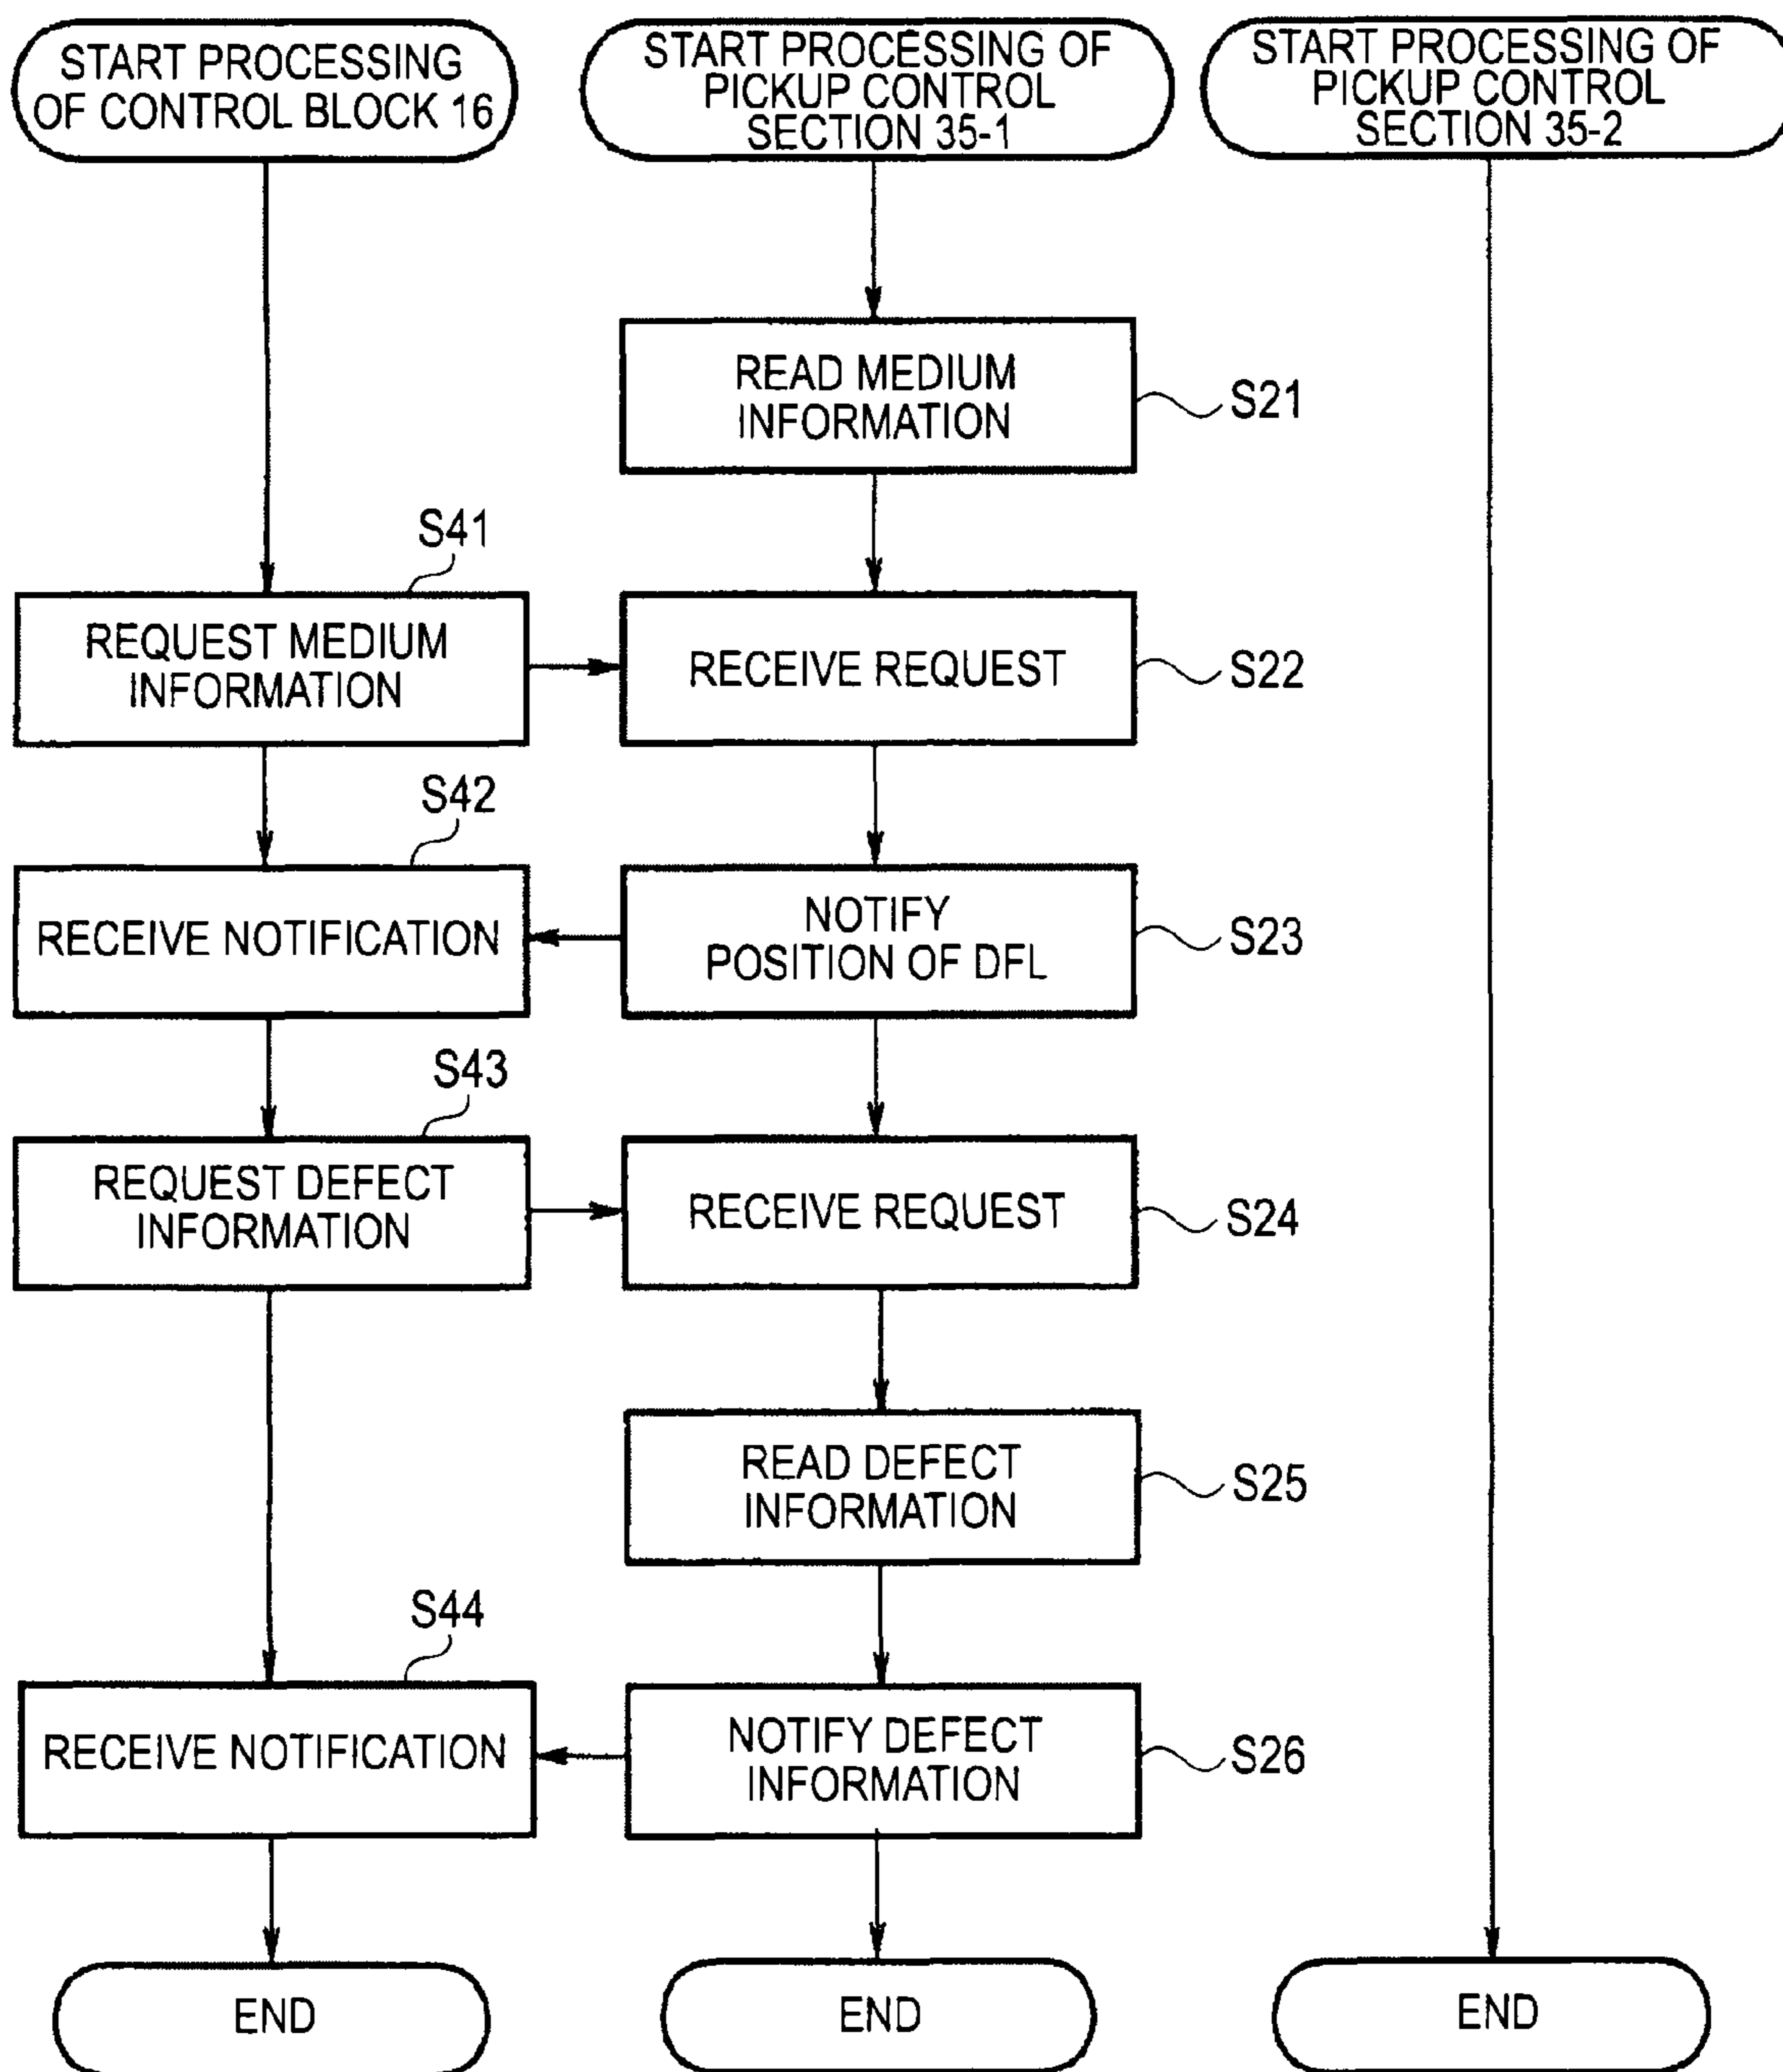 START PROCESSING
OF CONTROL BLOCK 16
START PROCESSING OF
PICKUP CONTROL
SECTION 35-1
START PROCESSING OF
PICKUP CONTROL
SECTION 35-2
READ MEDIUM
INFORMATION
S21
S41
REQUEST MEDIUM
INFORMATION
RECEIVE REQUEST
S22
S42
RECEIVE NOTIFICATION
NOTIFY
POSITION OF DFL
S23
S43
REQUEST DEFECT
INFORMATION
RECEIVE REQUEST
S24
READ DEFECT
INFORMATION
S25
S44
RECEIVE NOTIFICATION
NOTIFY DEFECT
INFORMATION
S26
END
END
END